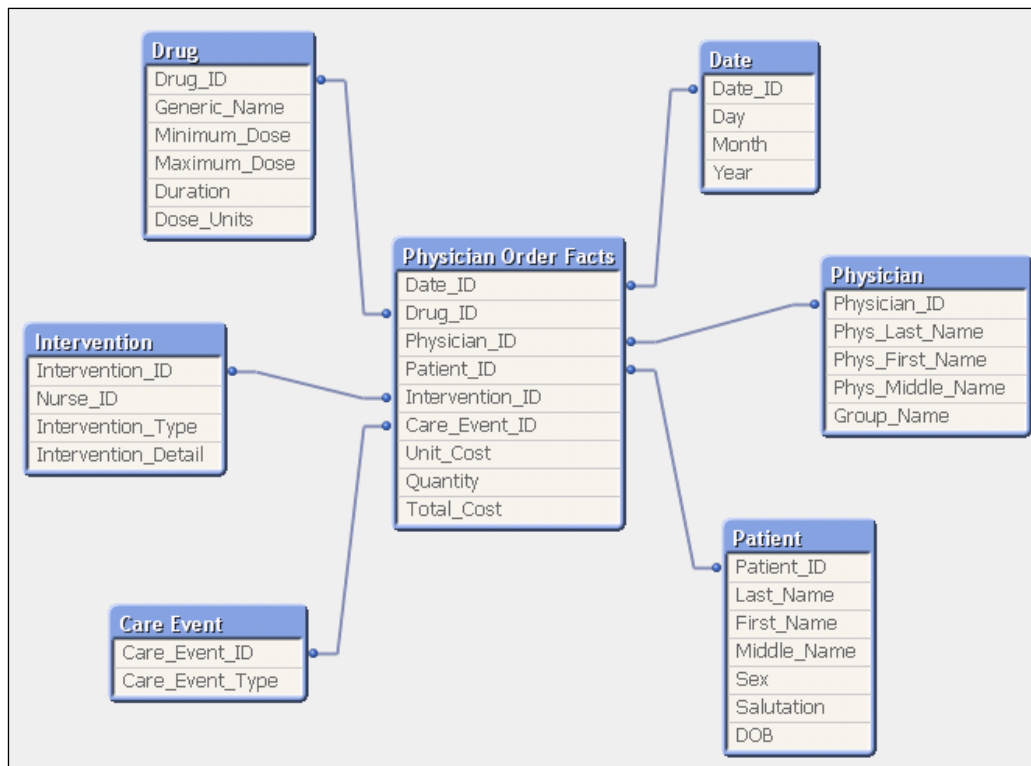 Drug
Drug_ID
Generic_Name
Minimum_Dose
Maximum_Dose
Duration
Dose_Units
Date
Date_ID
Day
Month
Year
Physician Order Facts
Date_ID
Drug_ID
Physician_ID
Patient_ID
Intervention_ID
Care_Event_ID
Unit_Cost
Quantity
Total_Cost
Physician
Physician_ID
Phys_Last_Name
Phys_First_Name
Phys_Middle_Name
Group_Name
Intervention
Intervention_ID
Nurse_ID
Intervention_Type
Intervention_Detail
Patient
Patient_ID
Last_Name
First_Name
Middle_Name
Sex
Salutation
DOB
Care Event
Care_Event_ID
Care_Event_Type